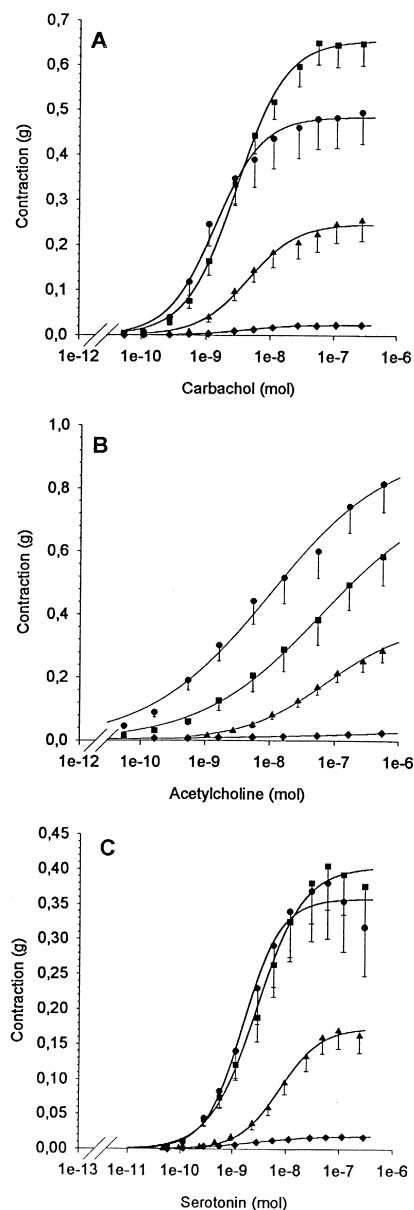 A
Contraction (g)
0,7
0,6
0,5
0,4
0,3
0,2
0,1
0,0
1e-12 1e-10 1e-9 1e-8 1e-7 1e-6
Carbachol (mol)
B
Contraction (g)
1,0
0,8
0,6
0,4
0,2
0,0
1e-12 1e-10 1e-9 1e-8 1e-7 1e-6
Acetylcholine (mol)
C
Contraction (g)
0,45
0,40
0,35
0,30
0,25
0,20
0,15
0,10
0,05
0,00
1e-13 1e-11 1e-10 1e-9 1e-8 1e-7 1e-6
Serotonin (mol)